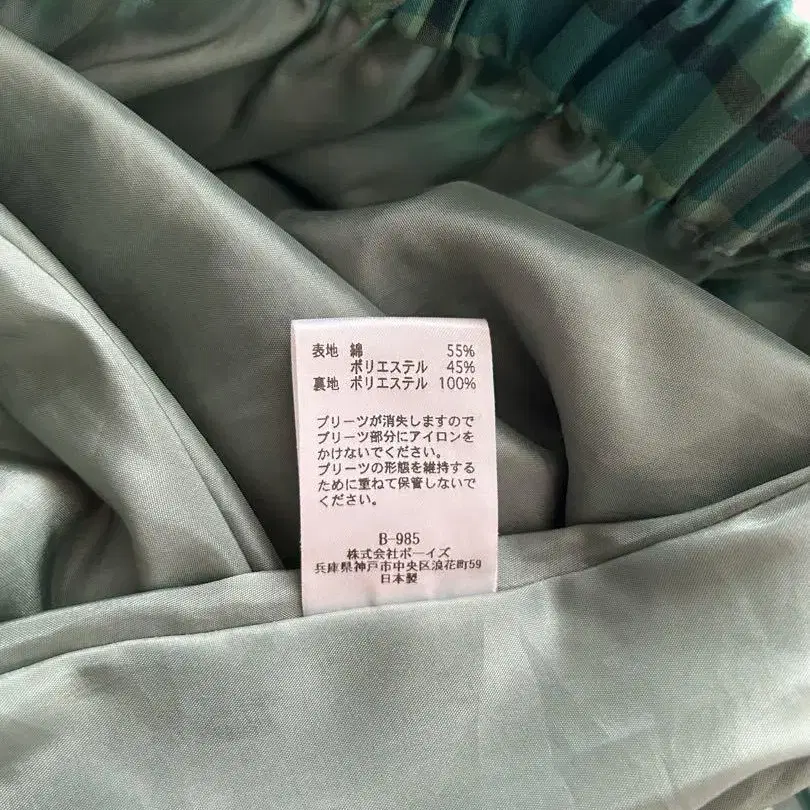 表地 綿 55%
ポリエステル 45%
裏地 ポリエステル 100%
プリーツが消失しますので
プリーツ部分にアイロンを
かけないでください。
プリーツの形態を維持する
ために重ねて保管しないで
ください。
B-985
株式会社ボーイズ
兵庫県神戸市中央区浪花町59
日本製